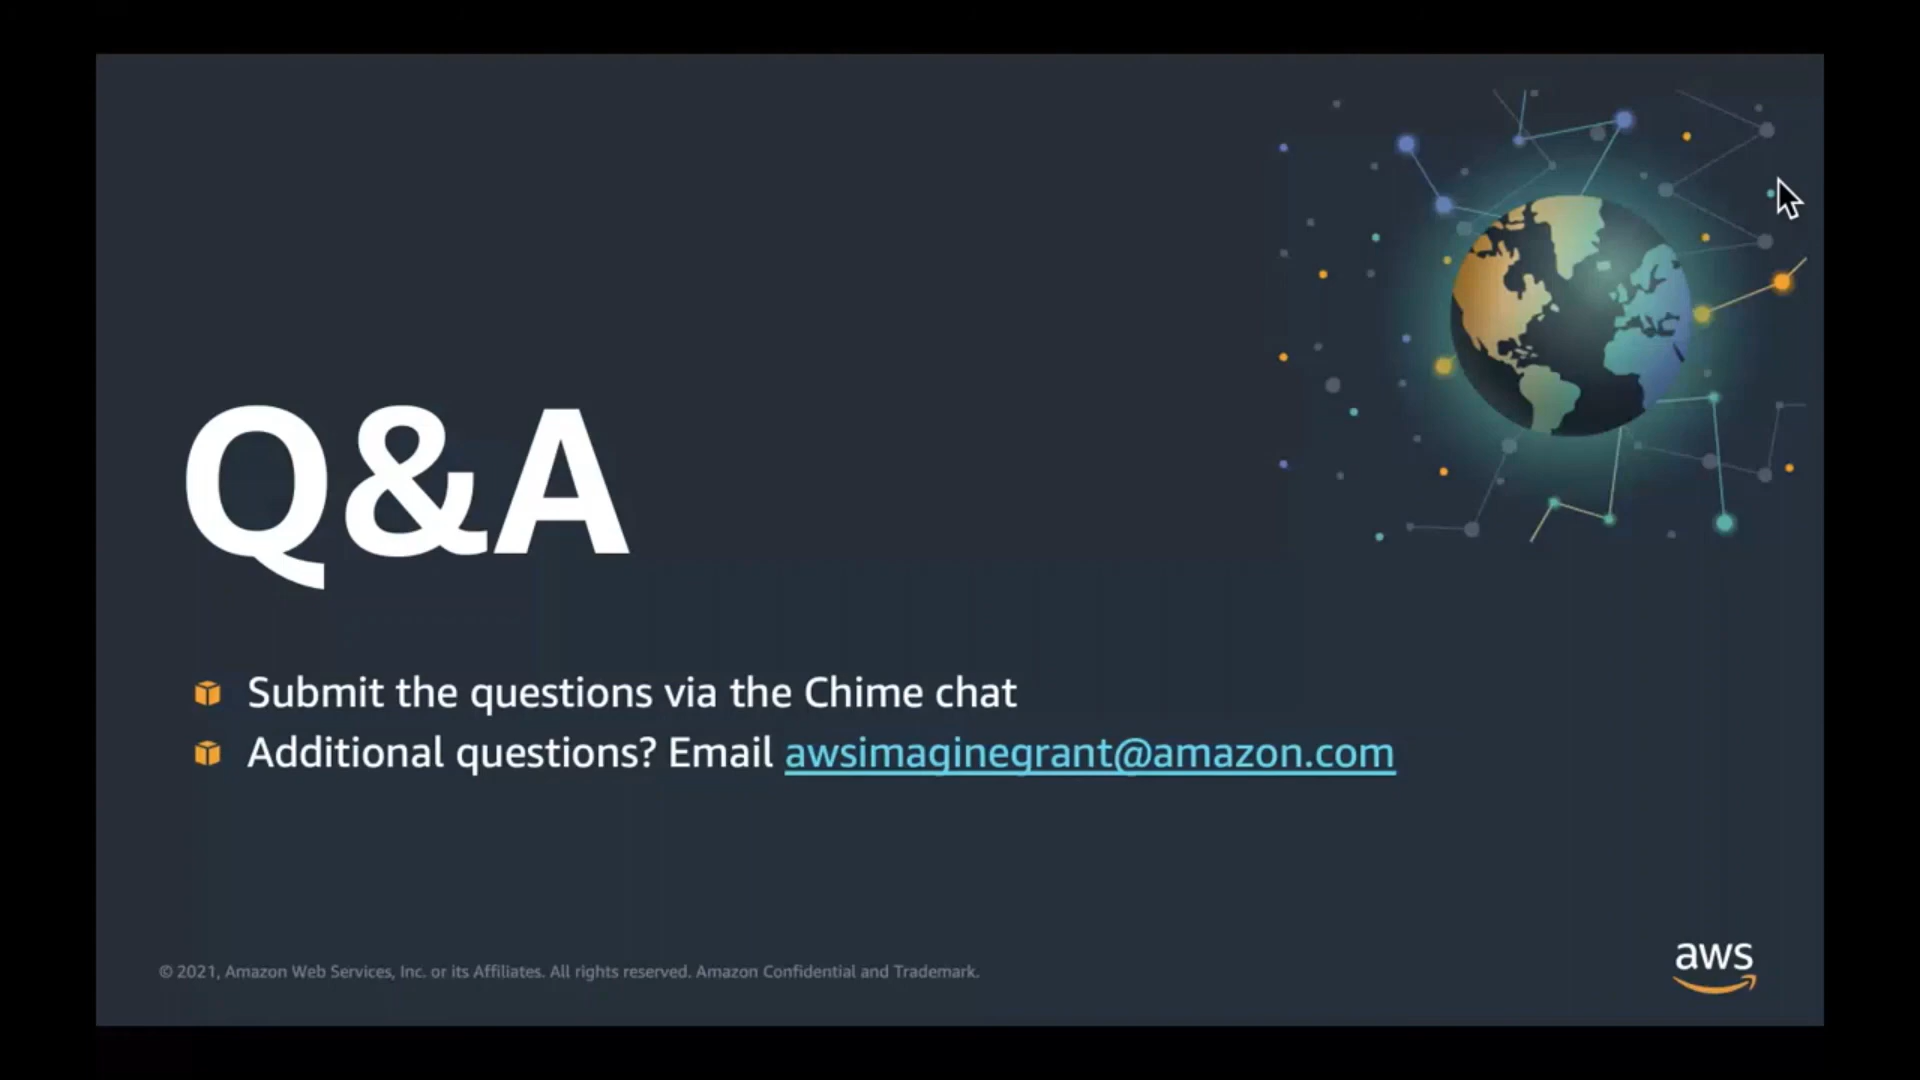 Q&A
Submit the questions via the Chime chat
Additional questions? Email awsimaginegrant@amazon.com
© 2021, Amazon Web Services, Inc. or its Affiliates. All rights reserved. Amazon Confidential and Trademark.
aws